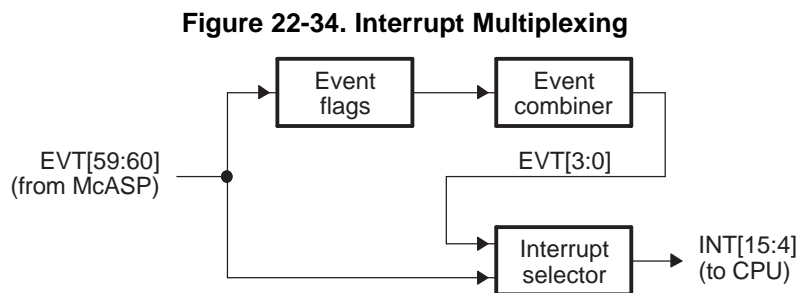 Figure 22-34. Interrupt Multiplexing
Event
flags
Event
combiner
EVT[59:60]
(from McASP)
EVT[3:0]
Interrupt
selector
INT[15:4]
(to CPU)